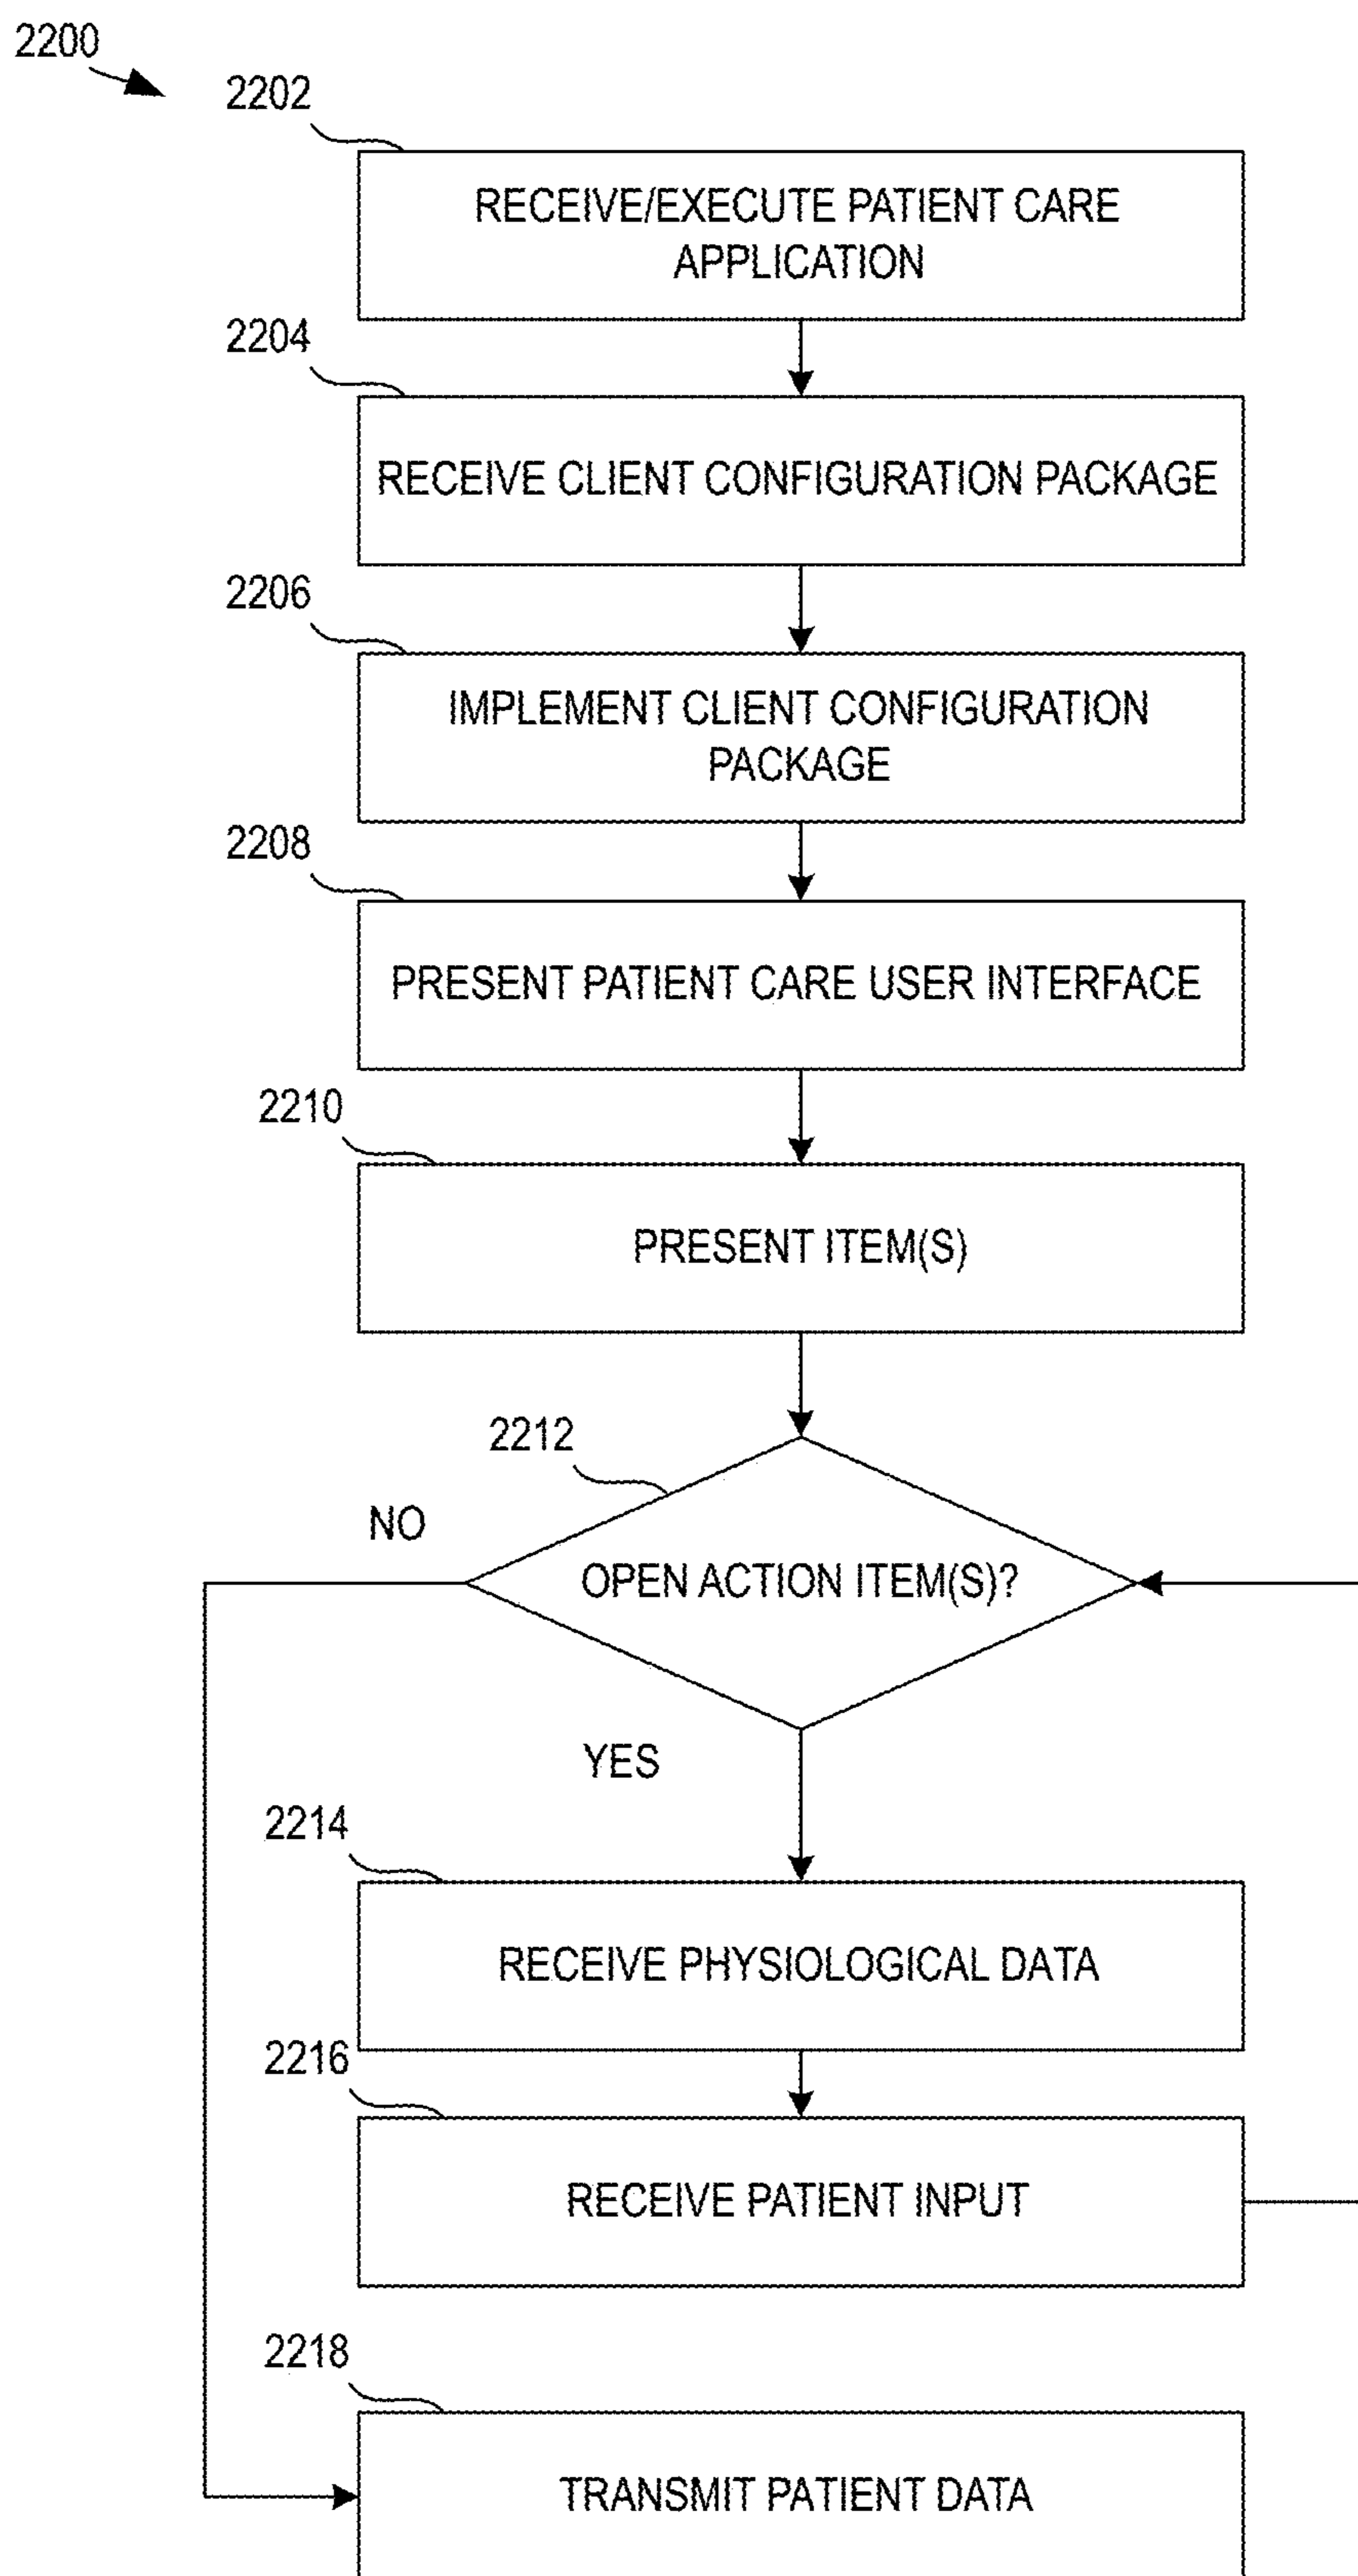 2200
2202
RECEIVE/EXECUTE PATIENT CARE
APPLICATION
2204
RECEIVE CLIENT CONFIGURATION PACKAGE
2206
IMPLEMENT CLIENT CONFIGURATION
PACKAGE
2208
PRESENT PATIENT CARE USER INTERFACE
2210
PRESENT ITEM(S)
2212
NO
OPEN ACTION ITEM(S)?
YES
2214
RECEIVE PHYSIOLOGICAL DATA
2216
RECEIVE PATIENT INPUT
2218
TRANSMIT PATIENT DATA